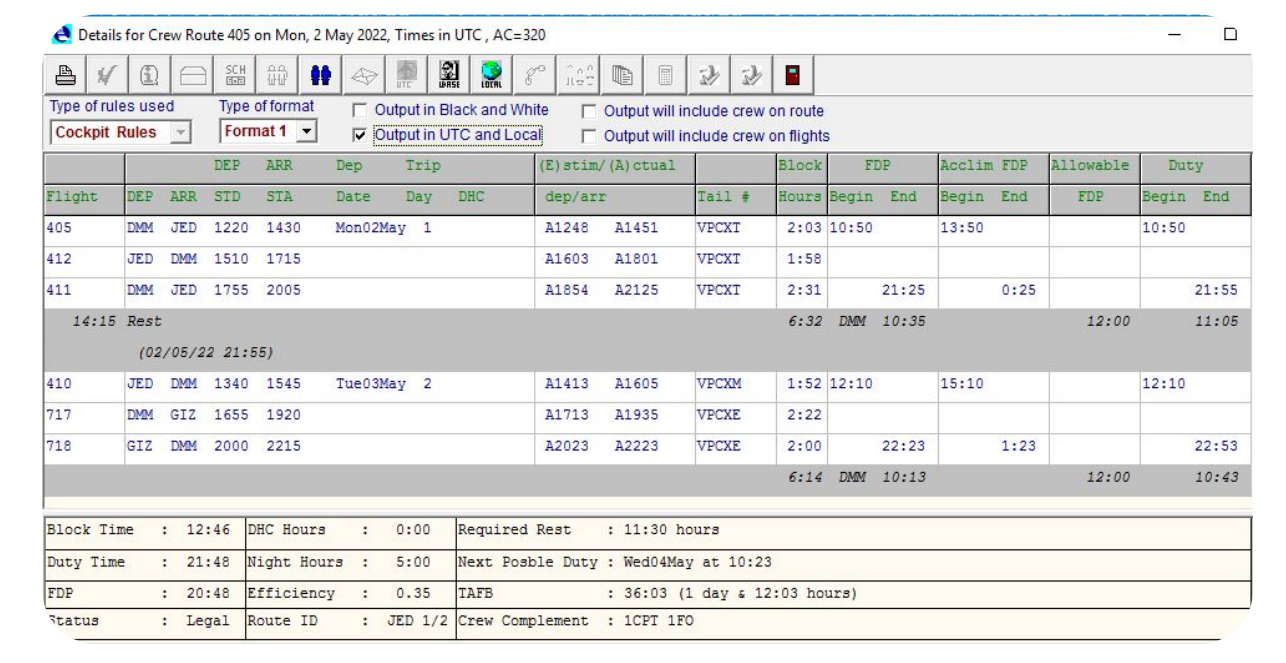 Details for Crew Route 405 on Mon, 2 May 2022, Times in UTC , AC=320
SCH UTC BASE LOCAL
Type of rules used Type of format Output in Black and White Output will include crew on route
Cockpit Rules Format 1 Output in UTC and Local Output will include crew on flights
DEP ARR Dep Trip (E)stim/(A)ctual Block FDP Acclim FDP Allowable Duty
Flight DEP ARR STD STA Date Day DHC dep/arr Tail # Hours Begin End Begin End FDP Begin End
405 DMM JED 1220 1430 Mon02May 1 A1248 A1451 VPCXT 2:03 10:50 13:50 10:50
412 JED DMM 1510 1715 A1603 A1801 VPCXT 1:58
411 DMM JED 1755 2005 A1854 A2125 VPCXT 2:31 21:25 0:25 21:55
14:15 Rest 6:32 DMM 10:35 12:00 11:05
(02/05/22 21:55)
410 JED DMM 1340 1545 Tue03May 2 A1413 A1605 VPCXM 1:52 12:10 15:10 12:10
717 DMM GIZ 1655 1920 A1713 A1935 VPCXE 2:22
718 GIZ DMM 2000 2215 A2023 A2223 VPCXE 2:00 22:23 1:23 22:53
6:14 DMM 10:13 12:00 10:43
Block Time : 12:46 DHC Hours : 0:00 Required Rest : 11:30 hours
Duty Time : 21:48 Night Hours : 5:00 Next Posble Duty : Wed04May at 10:23
FDP : 20:48 Efficiency : 0.35 TAFB : 36:03 (1 day & 12:03 hours)
Status : Legal Route ID : JED 1/2 Crew Complement : 1CPT 1FO